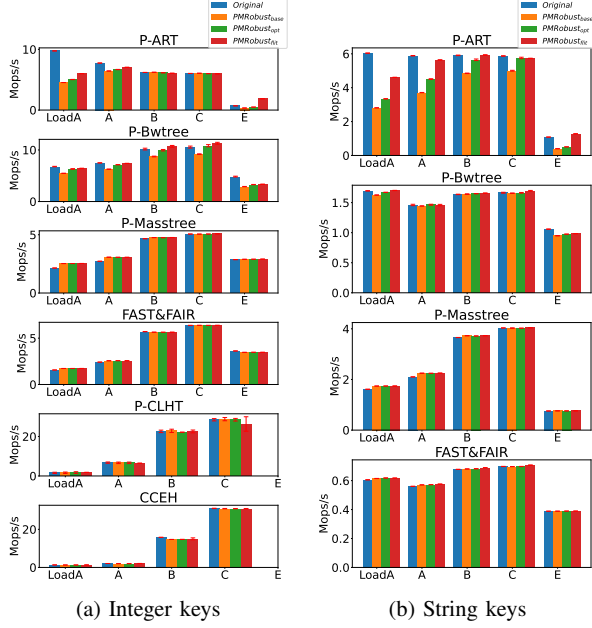 Original
PMRobust_base
PMRobust_opt
PMRobust_flit
P-ART
Mops/s
10
0
LoadA A B C E
P-Bwtree
Mops/s
10
0
LoadA A B C E
P-Masstree
Mops/s
5
0
LoadA A B C E
FAST&FAIR
Mops/s
5
0
LoadA A B C E
P-CLHT
Mops/s
20
0
LoadA A B C E
CCEH
Mops/s
20
0
LoadA A B C E
(a) Integer keys
Original
PMRobust_base
PMRobust_opt
PMRobust_flit
P-ART
Mops/s
6
4
2
0
LoadA A B C E
P-Bwtree
Mops/s
1.5
1.0
0.5
0.0
LoadA A B C E
P-Masstree
Mops/s
4
2
0
LoadA A B C E
FAST&FAIR
Mops/s
0.6
0.4
0.2
0.0
LoadA A B C E
(b) String keys